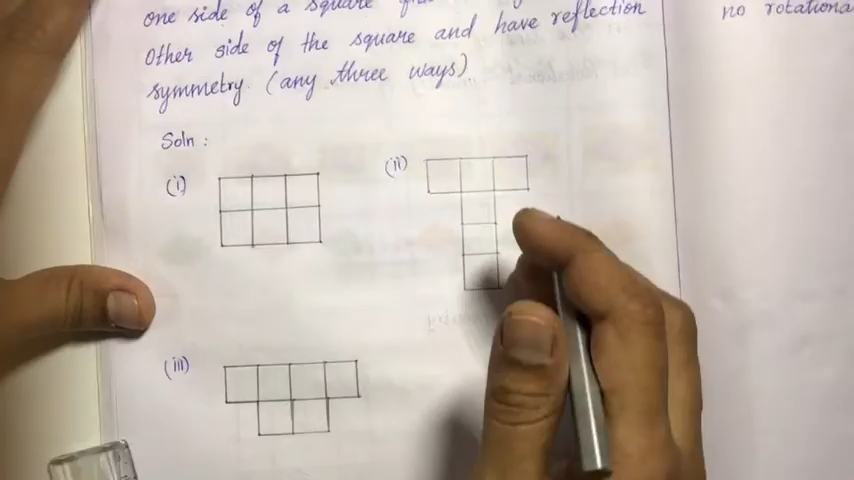 one side of a square
Other side of the square and have reflection
symmetry. (any three ways).
Soln :
(i)
(ii)
(iii)
no rotationa